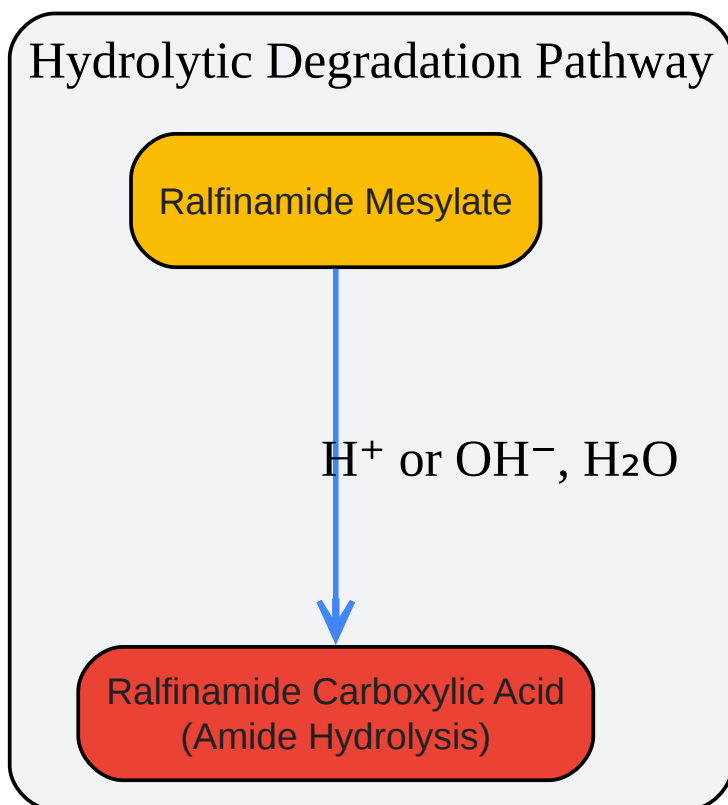 Hydrolytic Degradation Pathway
Ralfinamide Mesylate
H⁺ or OH⁻, H₂O
Ralfinamide Carboxylic Acid
(Amide Hydrolysis)